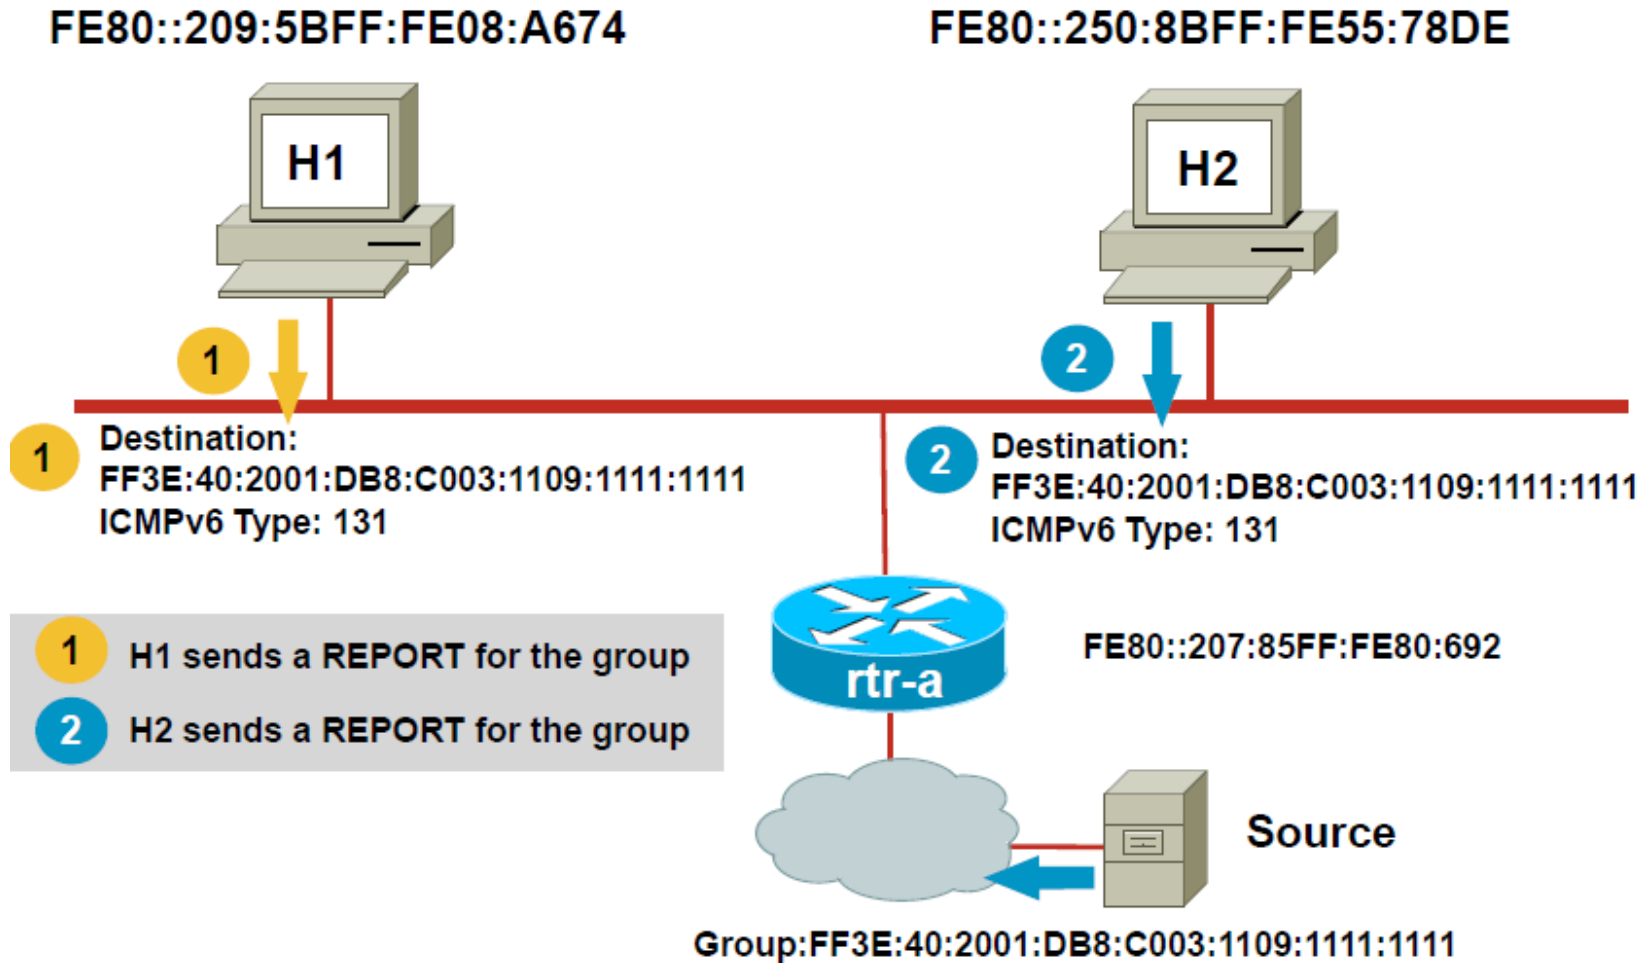 FE80::209:5BFF:FE08:A674
FE80::250:8BFF:FE55:78DE
H1
H2
1
2
1
Destination:
FF3E:40:2001:DB8:C003:1109:1111:1111
ICMPv6 Type: 131
2
Destination:
FF3E:40:2001:DB8:C003:1109:1111:1111
ICMPv6 Type: 131
1 H1 sends a REPORT for the group
2 H2 sends a REPORT for the group
rtr-a
FE80::207:85FF:FE80:692
Source
Group:FF3E:40:2001:DB8:C003:1109:1111:1111